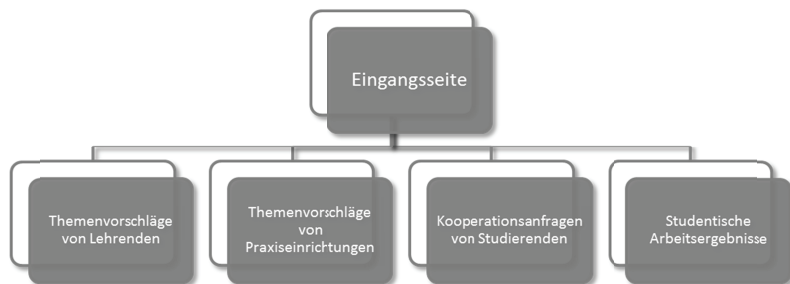 Eingangsseite
Themenvorschläge
von Lehrenden
Themenvorschläge
von
Praxiseinrichtungen
Kooperationsanfragen
von Studierenden
Studentische
Arbeitsergebnisse